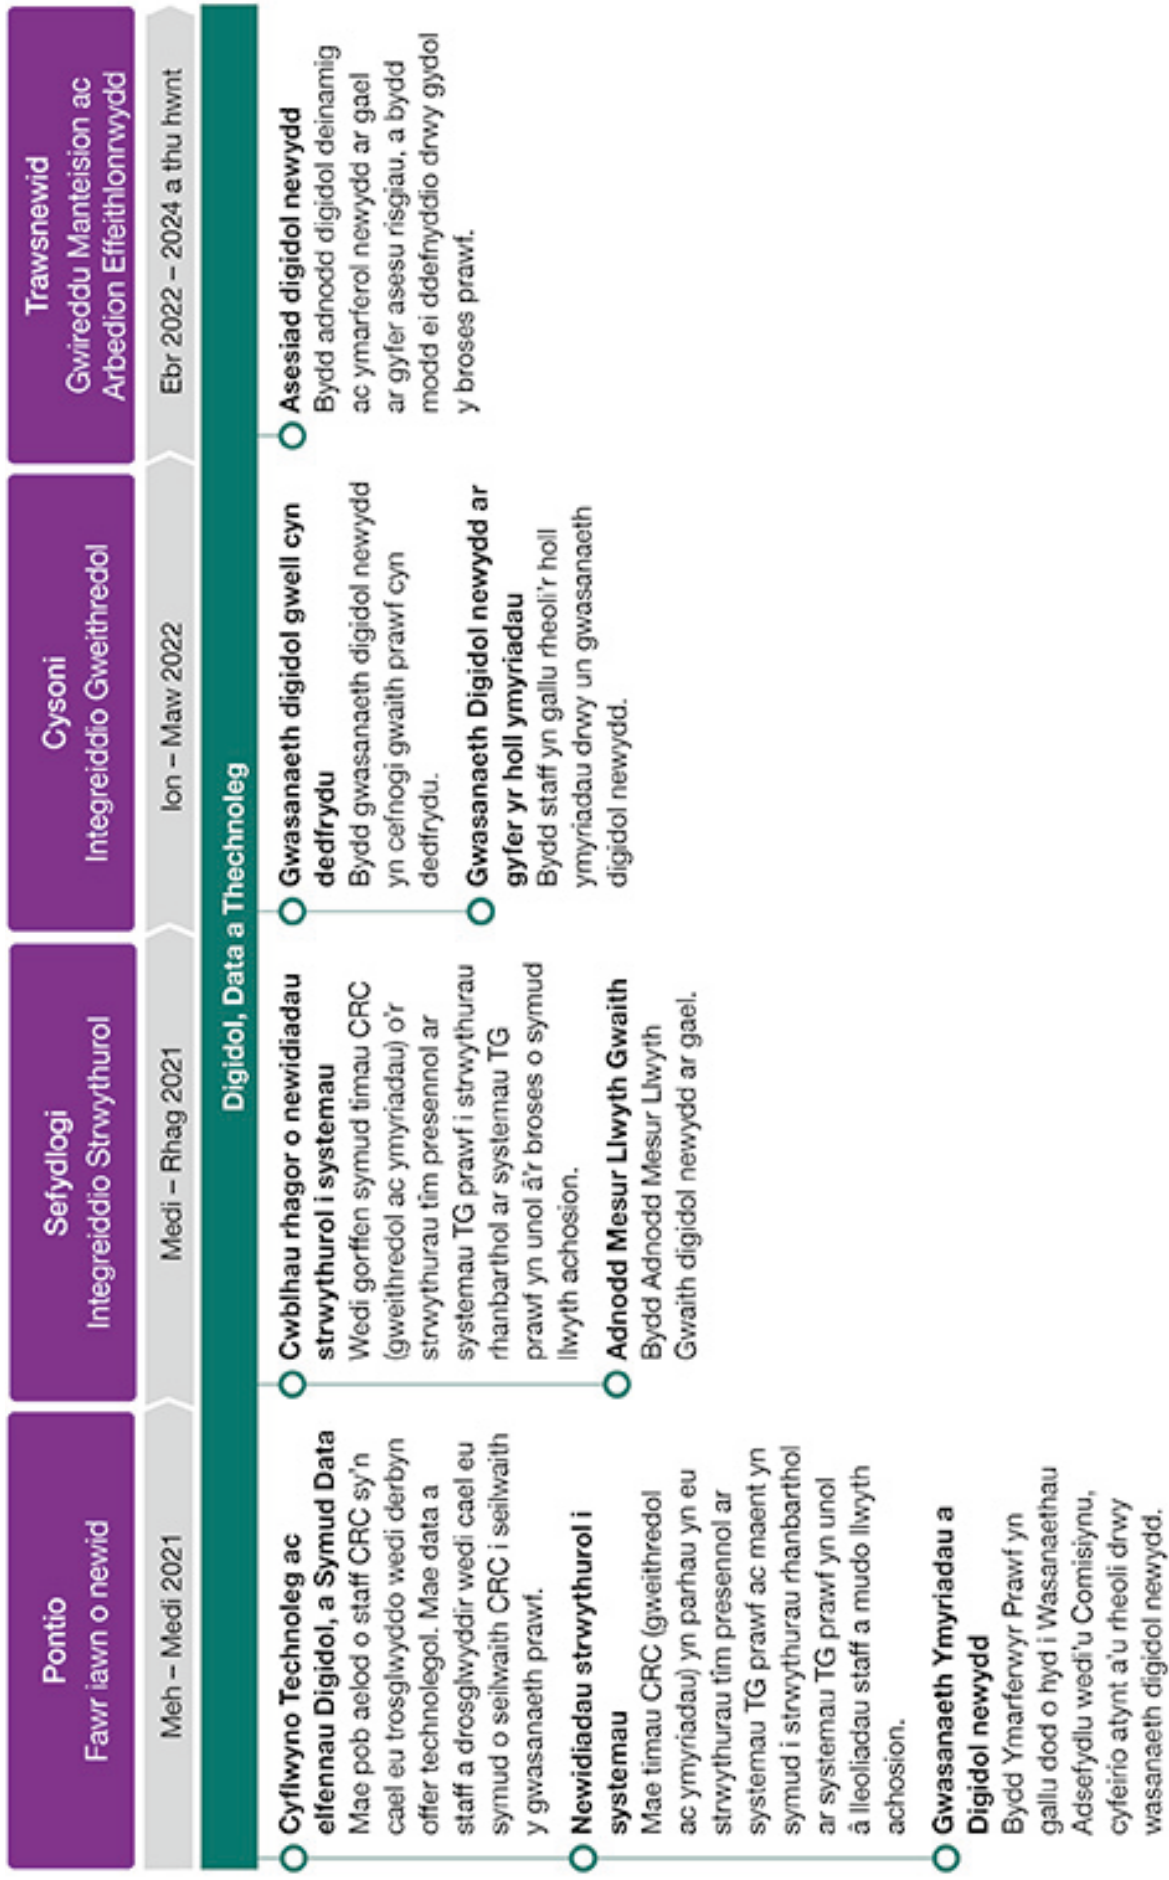 Pontio
Fawr iawn o newid
Sefydlogi
Integreiddio Strwythurol
Cysoni
Integreiddio Gweithredol
Trawsnewid
Gwireddu Manteision ac
Arbedion Effeithlonrwydd
Meh – Medi 2021
Medi – Rhag 2021
Ion – Maw 2022
Ebr 2022 – 2024 a thu hwnt
Digidol, Data a Thechnoleg
Cyflwyno Technoleg ac
elfennau Digidol, a Symud Data
Mae pob aelod o staff CRC sy'n
cael eu trosglwyddo wedi derbyn
offer technolegol. Mae data a
staff a drosglwyddir wedi cael eu
symud o seilwaith CRC i seilwaith
y gwasanaeth prawf.
Newidiadau strwythurol i
systemau
Mae timau CRC (gweithredol
ac ymyriadau) yn parhau yn eu
strwythurau tîm presennol ar
systemau TG prawf ac maent yn
symud i strwythurau rhanbarthol
ar systemau TG prawf yn unol
â lleoliadau staff a mudo llwyth
achosion.
Gwasanaeth Ymyriadau a
Digidol newydd
Bydd Ymarferwyr Prawf yn
gallu dod o hyd i Wasanaethau
Adsefydlu wedi'u Comisiynu,
cyfeirio atynt a'u rheoli drwy
wasanaeth digidol newydd.
Cwblhau rhagor o newidiadau
strwythurol i systemau
Wedi gorffen symud timau CRC
(gweithredol ac ymyriadau) o'r
strwythurau tîm presennol ar
systemau TG prawf i strwythurau
rhanbarthol ar systemau TG
prawf yn unol â'r broses o symud
llwyth achosion.
Adnodd Mesur Llwyth Gwaith
Bydd Adnodd Mesur Llwyth
Gwaith digidol newydd ar gael.
Gwasanaeth digidol gwell cyn
dedfrydu
Bydd gwasanaeth digidol newydd
yn cefnogi gwaith prawf cyn
dedfrydu.
Gwasanaeth Digidol newydd ar
gyfer yr holl ymyriadau
Bydd staff yn gallu rheoli'r holl
ymyriadau drwy un gwasanaeth
digidol newydd.
Asesiad digidol newydd
Bydd adnodd digidol deinamig
ac ymarferol newydd ar gael
ar gyfer asesu risgiau, a bydd
modd ei ddefnyddio drwy gydol
y broses prawf.